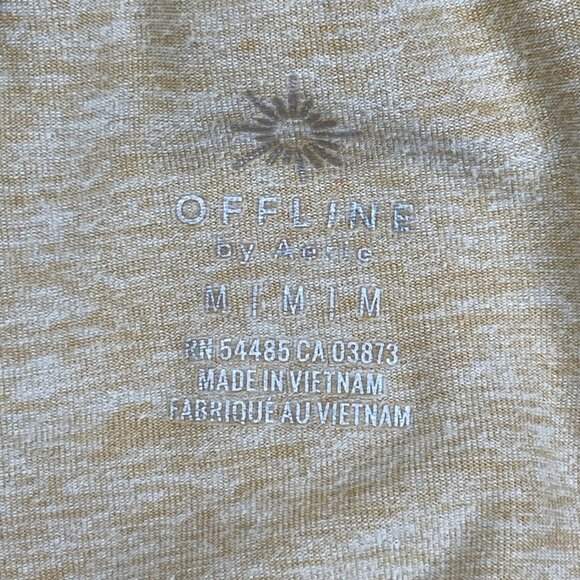 OFFLINE
by Aerie
M | M | M
RN 54485 CA 03873
MADE IN VIETNAM
FABRIQUÉ AU VIETNAM